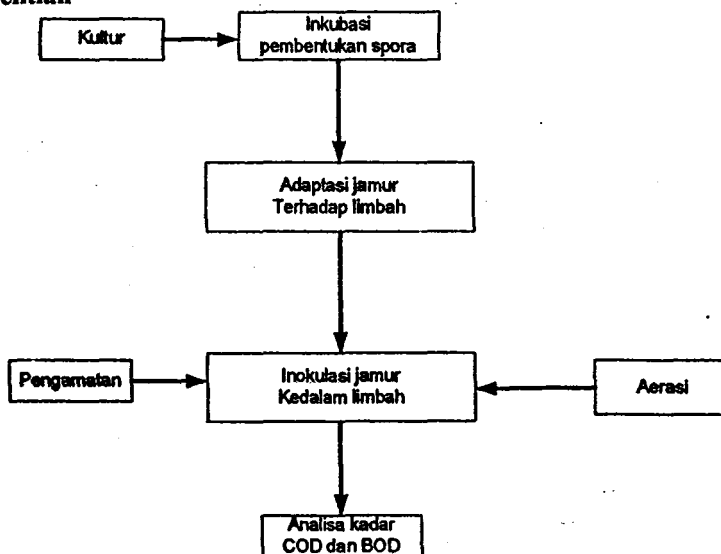 Kultur
Inkubasi
pembentukan spora
Adaptasi jamur
Terhadap limbah
Pengamatan
Inokulasi jamur
Kedalam limbah
Aerasi
Analisa kadar
COD dan BOD